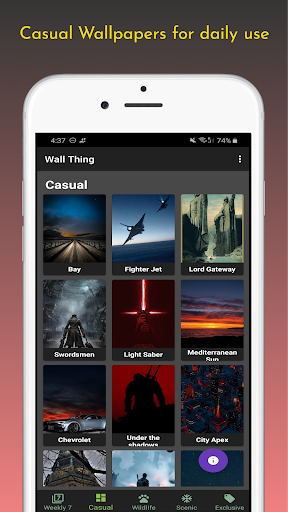 Casual Wallpapers for daily use
4:37
74%
Wall Thing
Casual
Bay
Fighter Jet
Lord Gateway
Swordsmen
Light Saber
Mediterranean
Sun
Chevrolet
Under the
shadows
City Apex
Weekly 7
Casual
Wildlife
Scenic
Exclusive